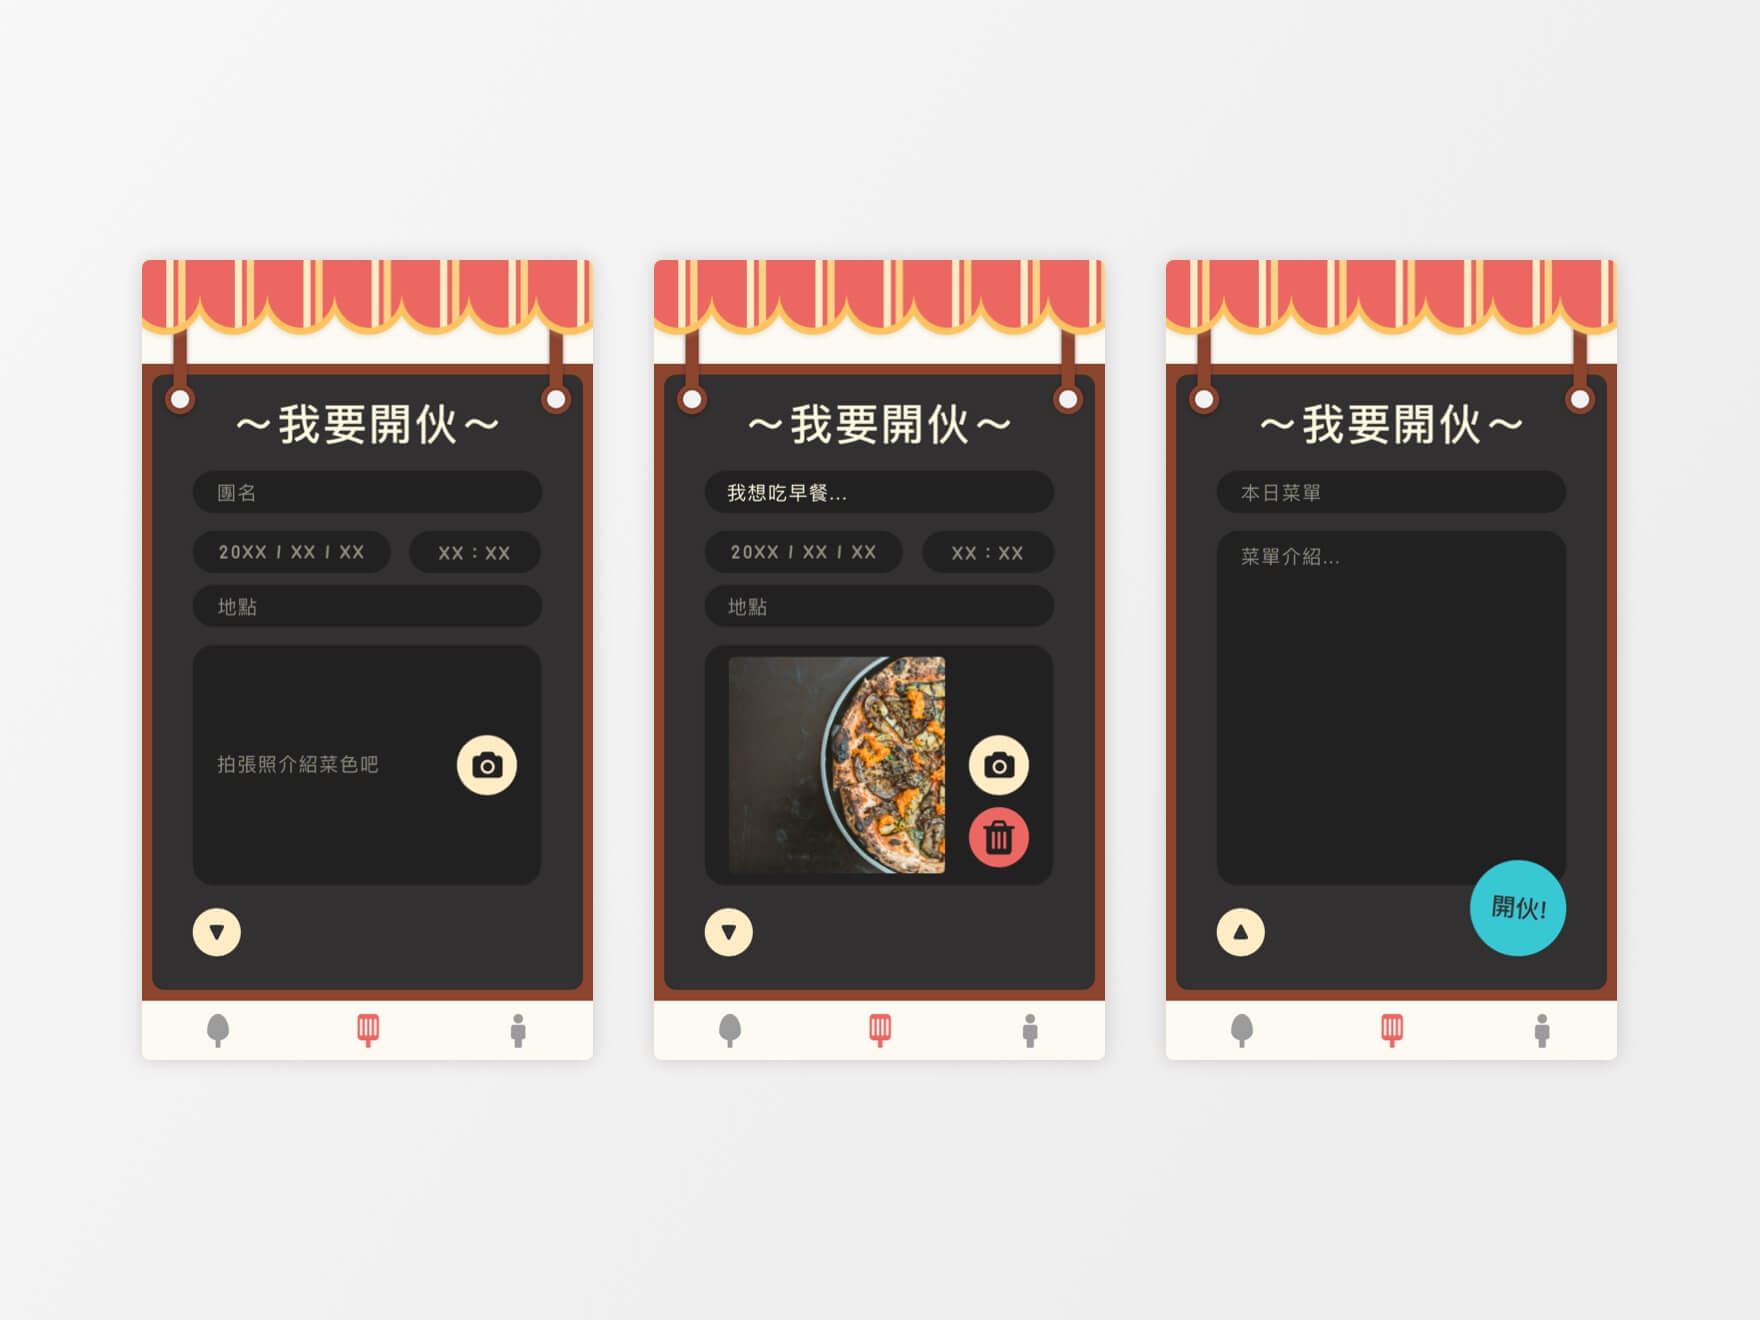 ～我要開伙～
團名
20XX / XX / XX
XX : XX
地點
拍張照介紹菜色吧
～我要開伙～
我想吃早餐...
20XX / XX / XX
XX : XX
地點
～我要開伙～
本日菜單
菜單介紹...
開伙!